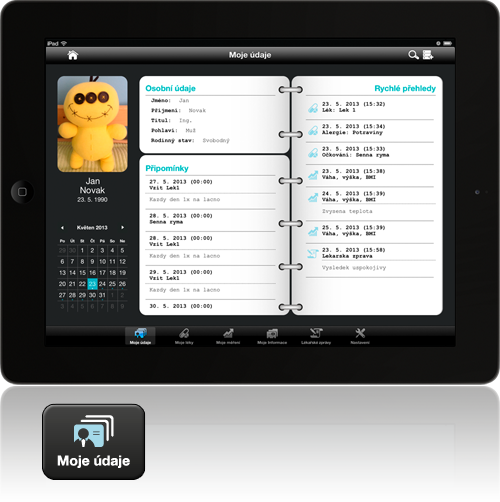 iPad
Moje údaje
Jan
Novak
23. 5. 1990
Květen 2013
Po Út St Čt Pá So Ne
29 30 1 2 3 4 5
6 7 8 9 10 11 12
13 14 15 16 17 18 19
20 21 22 23 24 25 26
27 28 29 30 31 1 2
3 4 5 6 7 8 9
Osobní údaje
Jméno: Jan
Příjmení: Novak
Titul: Ing.
Pohlaví: Muž
Rodinný stav: Svobodný
Připomínky
27. 5. 2013 (00:00)
Vzit Lek1
Kazdy den 1x na lacno
28. 5. 2013 (00:00)
Senna ryma
28. 5. 2013 (00:00)
Vzit Lek1
Kazdy den 1x na lacno
29. 5. 2013 (00:00)
Vzit Lek1
Kazdy den 1x na lacno
30. 5. 2013 (00:00)
Rychlé přehledy
23. 5. 2013 (15:32)
Lék: Lek 1
23. 5. 2013 (15:34)
Alergie: Potraviny
23. 5. 2013 (15:33)
Očkování: Senna ryma
23. 5. 2013 (15:38)
Váha, výška, BMI
24. 5. 2013 (15:39)
Váha, výška, BMI
Zvysena teplota
25. 5. 2013 (15:39)
Váha, výška, BMI
23. 5. 2013 (15:58)
Lekarska zprava
Vysledek uspokojivy
Moje údaje
Moje léky
Moje měření
Moje informace
Lékařské zprávy
Nastavení
Moje údaje